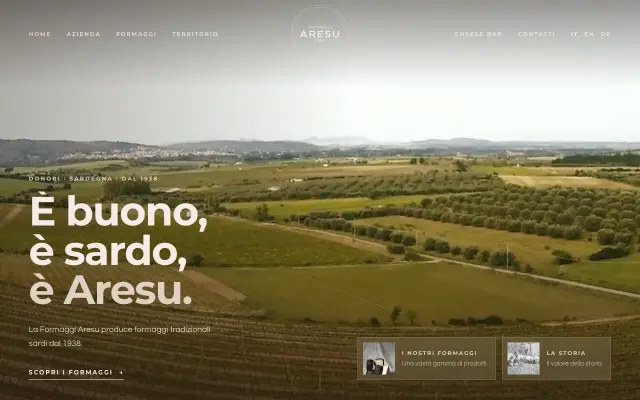 HOME AZIENDA FORMAGGI TERRITORIO
ARESU
CHEESE BAR CONTATTI IT EN DE
DONORI · SARDEGNA · DAL 1938
È buono,
è sardo,
è Aresu.
La Formaggi Aresu produce formaggi tradizionali
sardi dal 1938.
SCOPRI I FORMAGGI
I NOSTRI FORMAGGI
Una vasta gamma di prodotti
LA STORIA
Il valore della storia